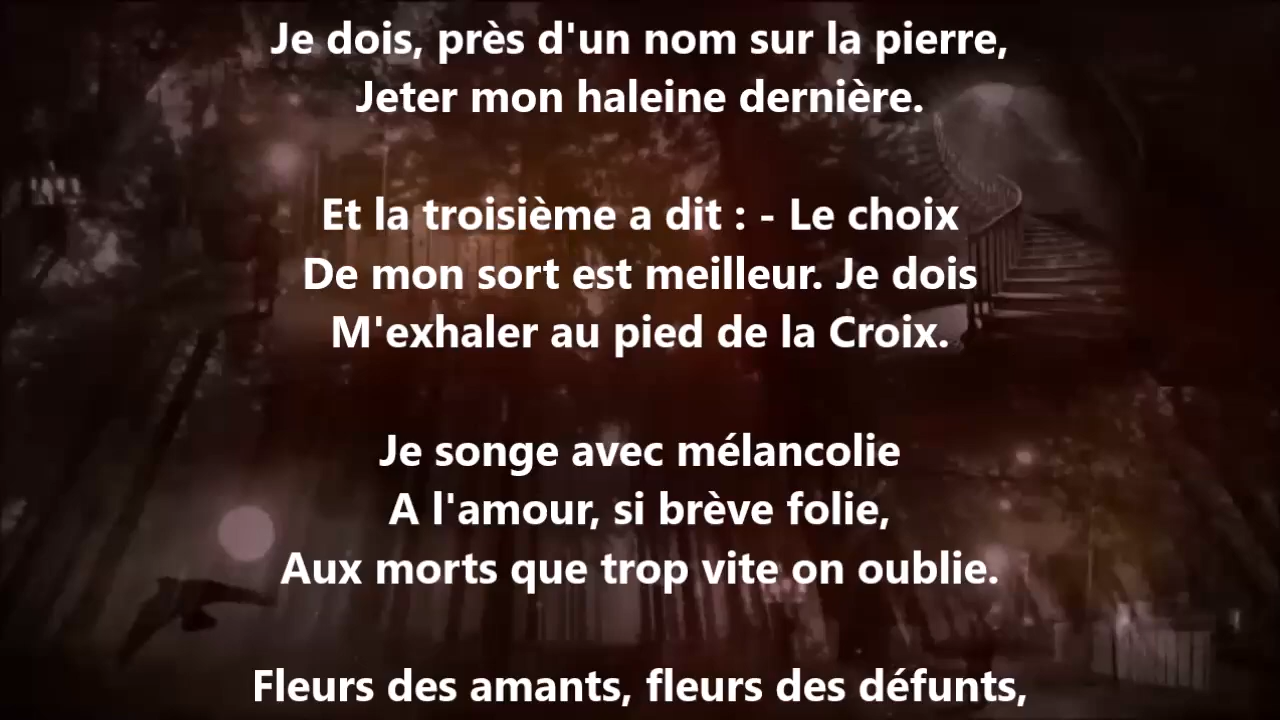 Je dois, près d'un nom sur la pierre,
Jeter mon haleine dernière.
Et la troisième a dit : - Le choix
De mon sort est meilleur. Je dois
M'exhaler au pied de la Croix.
Je songe avec mélancolie
A l'amour, si brève folie,
Aux morts que trop vite on oublie.
Fleurs des amants, fleurs des défunts,